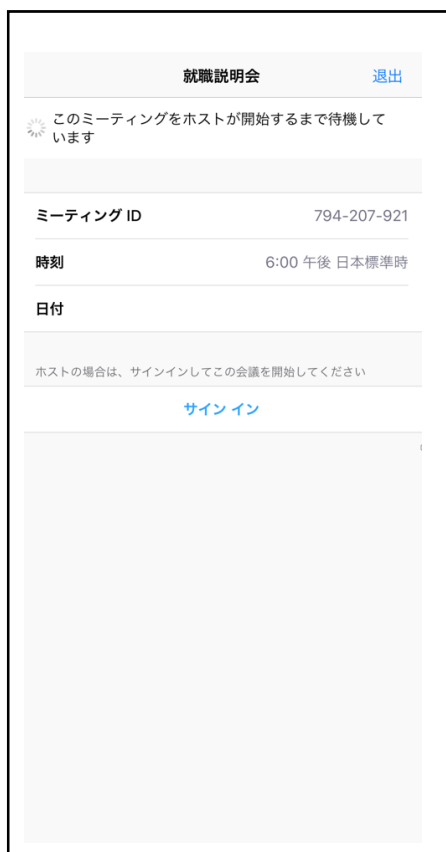 就職説明会
退出
このミーティングをホストが開始するまで待機して
います
ミーティング ID
794-207-921
時刻
6:00 午後 日本標準時
日付
ホストの場合は、サインインしてこの会議を開始してください
サイン イン